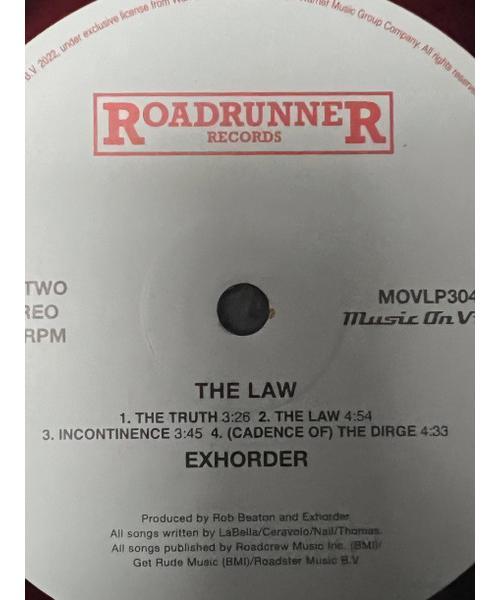 B.V. 2022, under exclusive license from
Music Group Company. All rights
ROADRUNNER
RECORDS
TWO
RPM
MOVLP304
Music On V
THE LAW
1. THE TRUTH 3:26 2. THE LAW 4:54
3. INCONTINENCE 3:45 4. (CADENCE OF) THE DIRGE 4:33
EXHORDER
Produced by Rob Beaton and Exhorder
All songs written by LaBella/Ceravolo/Nail/Thomas.
All songs published by Roadcrew Music Inc. (BMI)/
Get Rude Music (BMI)/Roadster Music B.V